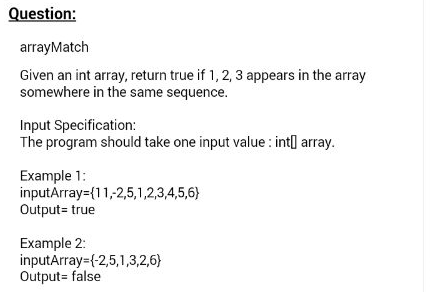 Question:
arrayMatch
Given an int array, return true if 1, 2, 3 appears in the array
somewhere in the same sequence.
Input Specification:
The program should take one input value : int[] array.
Example 1:
inputArray={11,-2,5,1,2,3,4,5,6}
Output= true
Example 2:
inputArray={-2,5,1,3,2,6}
Output= false